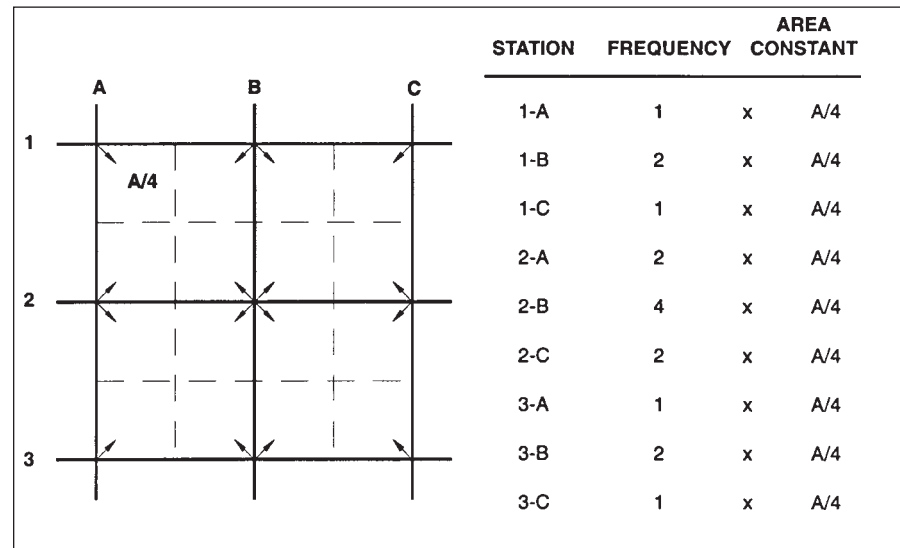 A B C
1
A/4
2
3
AREA
STATION FREQUENCY CONSTANT
1-A 1 x A/4
1-B 2 x A/4
1-C 1 x A/4
2-A 2 x A/4
2-B 4 x A/4
2-C 2 x A/4
3-A 1 x A/4
3-B 2 x A/4
3-C 1 x A/4